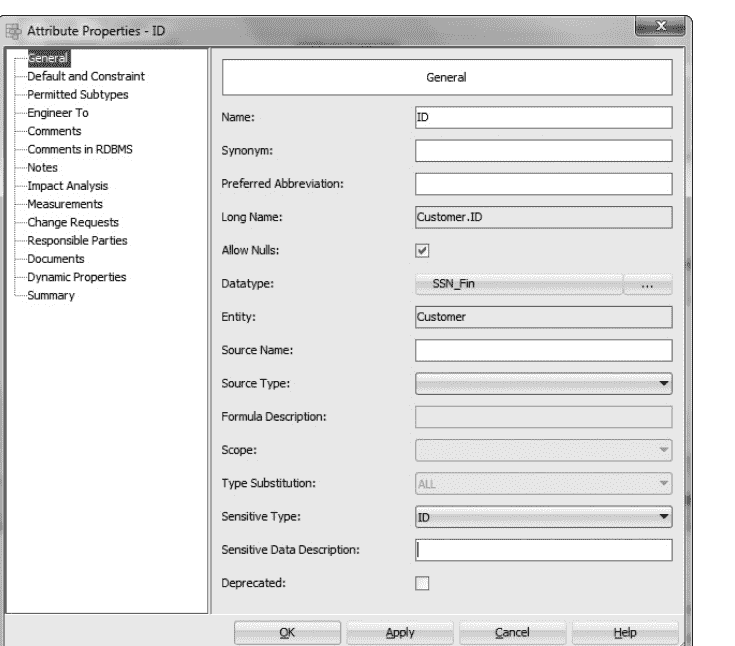 Attribute Properties - ID
General
Default and Constraint
Permitted Subtypes
Engineer To
Comments
Comments in RDBMS
Notes
Impact Analysis
Measurements
Change Requests
Responsible Parties
Documents
Dynamic Properties
Summary
General
Name: ID
Synonym:
Preferred Abbreviation:
Long Name: Customer.ID
Allow Nulls:
Datatype: SSN_Fin ...
Entity: Customer
Source Name:
Source Type:
Formula Description:
Scope:
Type Substitution: ALL
Sensitive Type: ID
Sensitive Data Description:
Deprecated:
OK Apply Cancel Help